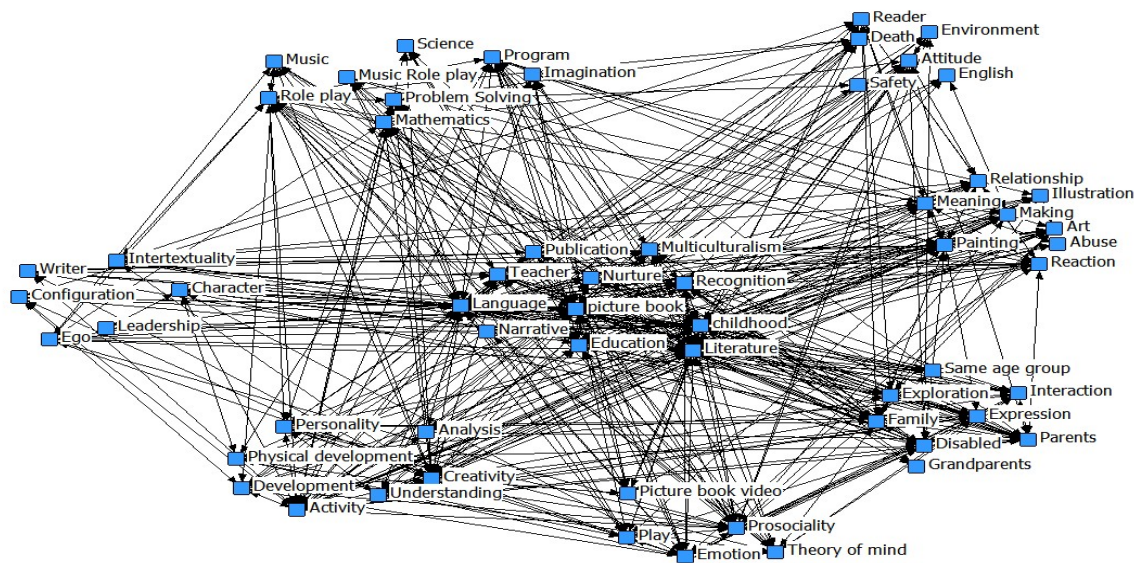 Reader
Death
Environment
Science
Music
Program
Attitude
Music Role play
Imagination
English
Safety
Role play
Problem Solving
Mathematics
Relationship
Illustration
Meaning
Making
Art
Painting
Abuse
Publication
Multiculturalism
Intertextuality
Reaction
Writer
Teacher
Nurture
Recognition
Configuration
Character
Language
picture book
Leadership
childhood
Ego
Narrative
Education
Literature
Same age group
Exploration
Interaction
Personality
Analysis
Family
Expression
Disabled
Parents
Physical development
Grandparents
Development
Creativity
Understanding
Picture book video
Activity
Prosociality
Play
Emotion
Theory of mind